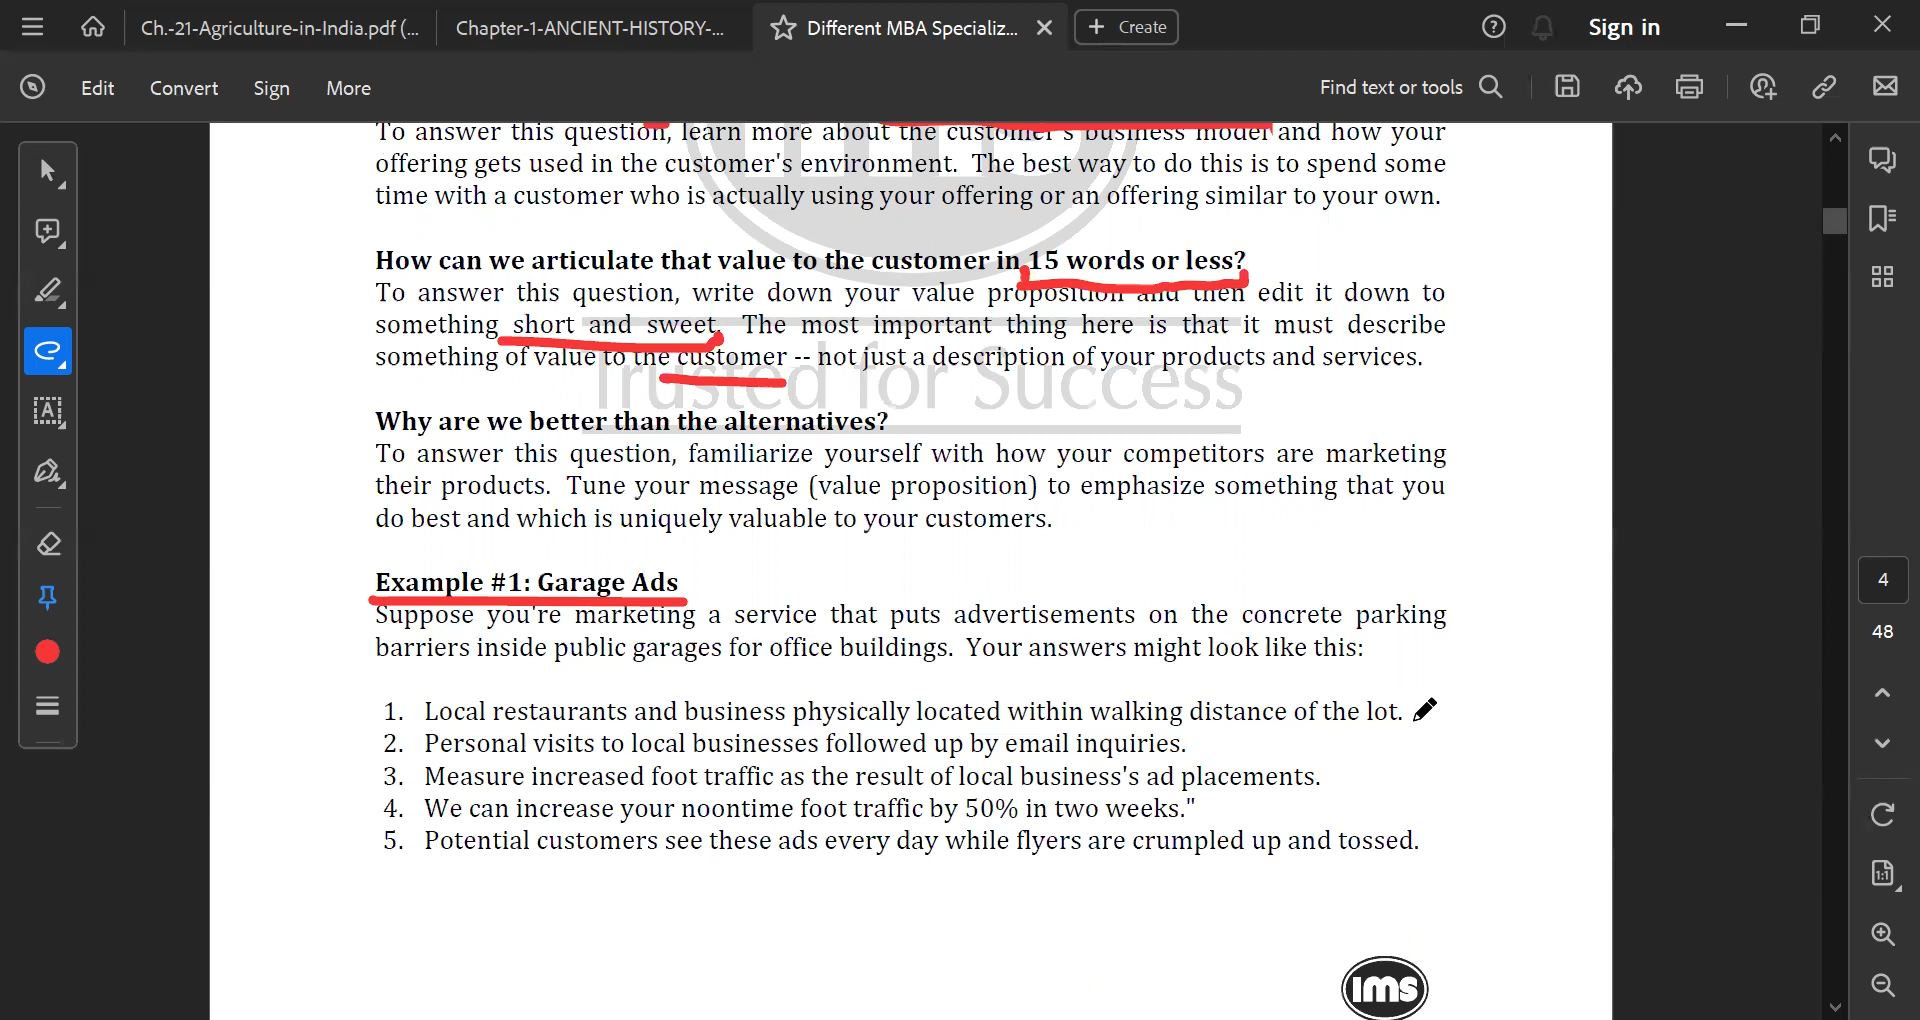 Ch.-21-Agriculture-in-India.pdf (...
Chapter-1-ANCIENT-HISTORY-...
Different MBA Specializ...
Create
Sign in
Edit
Convert
Sign
More
Find text or tools
To answer this question, learn more about the customer's business model and how your
offering gets used in the customer's environment. The best way to do this is to spend some
time with a customer who is actually using your offering or an offering similar to your own.
How can we articulate that value to the customer in 15 words or less?
To answer this question, write down your value proposition and then edit it down to
something short and sweet. The most important thing here is that it must describe
something of value to the customer -- not just a description of your products and services.
Trusted for Success
Why are we better than the alternatives?
To answer this question, familiarize yourself with how your competitors are marketing
their products. Tune your message (value proposition) to emphasize something that you
do best and which is uniquely valuable to your customers.
Example #1: Garage Ads
Suppose you're marketing a service that puts advertisements on the concrete parking
barriers inside public garages for office buildings. Your answers might look like this:
1. Local restaurants and business physically located within walking distance of the lot.
2. Personal visits to local businesses followed up by email inquiries.
3. Measure increased foot traffic as the result of local business's ad placements.
4. We can increase your noontime foot traffic by 50% in two weeks."
5. Potential customers see these ads every day while flyers are crumpled up and tossed.
ims
4
48
1:1